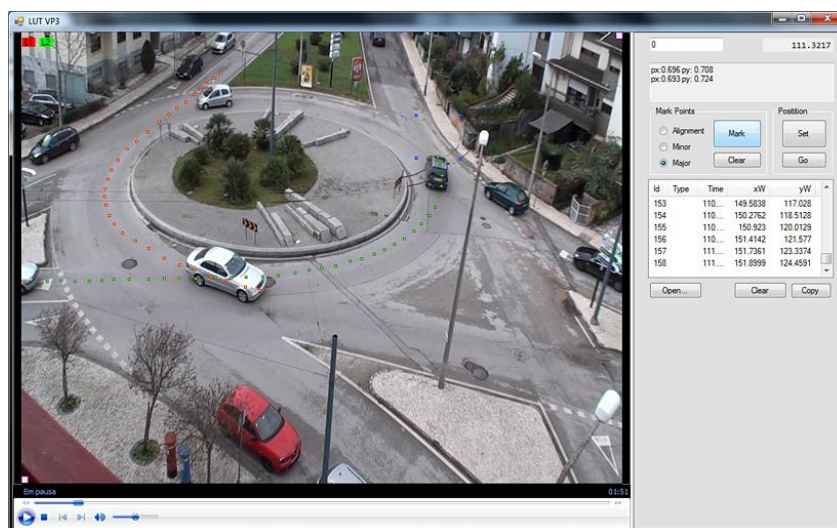 LUT VP3
L1 L2
0 111.3217
px:0.696 py: 0.708
px:0.693 py: 0.724
Mark Points
Positition
Alignment
Minor
Major
Mark
Clear
Set
Go
Id Type Time xW yW
153 110.... 149.5838 117.028
154 110.... 150.2762 118.5128
155 110.... 150.923 120.0129
156 110.... 151.4142 121.577
157 111.... 151.7361 123.3374
158 111.... 151.8999 124.4591
Open... Clear Copy
Em pausa 01:51